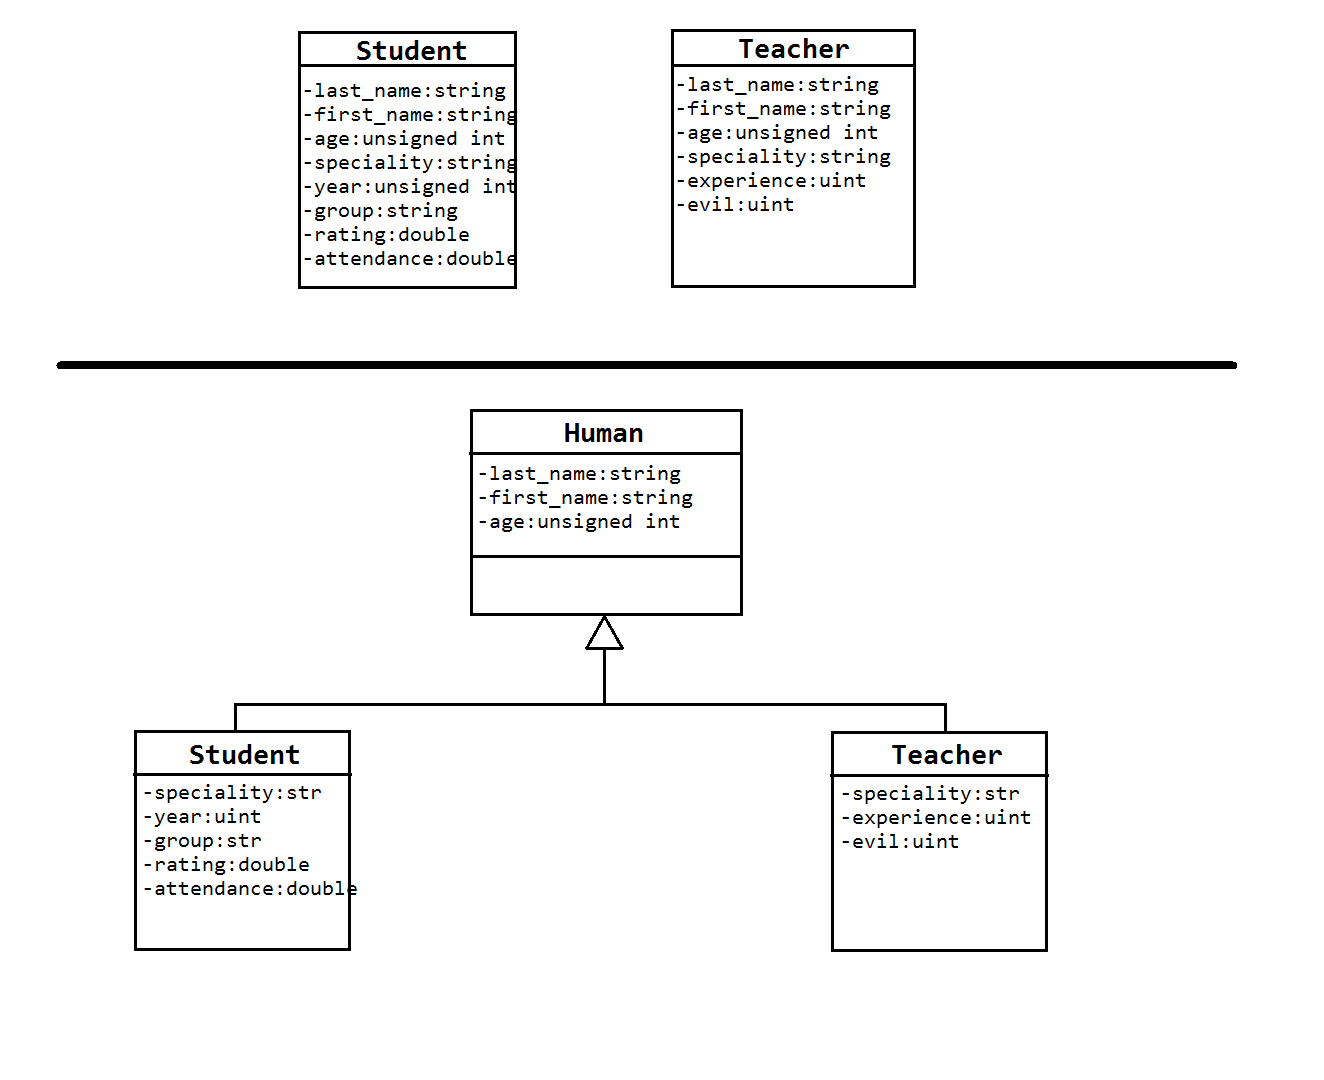 Student
-last_name:string
-first_name:string
-age:unsigned int
-speciality:string
-year:unsigned int
-group:string
-rating:double
-attendance:double
Teacher
-last_name:string
-first_name:string
-age:unsigned int
-speciality:string
-experience:uint
-evil:uint
Human
-last_name:string
-first_name:string
-age:unsigned int
Student
-speciality:str
-year:uint
-group:str
-rating:double
-attendance:double
Teacher
-speciality:str
-experience:uint
-evil:uint